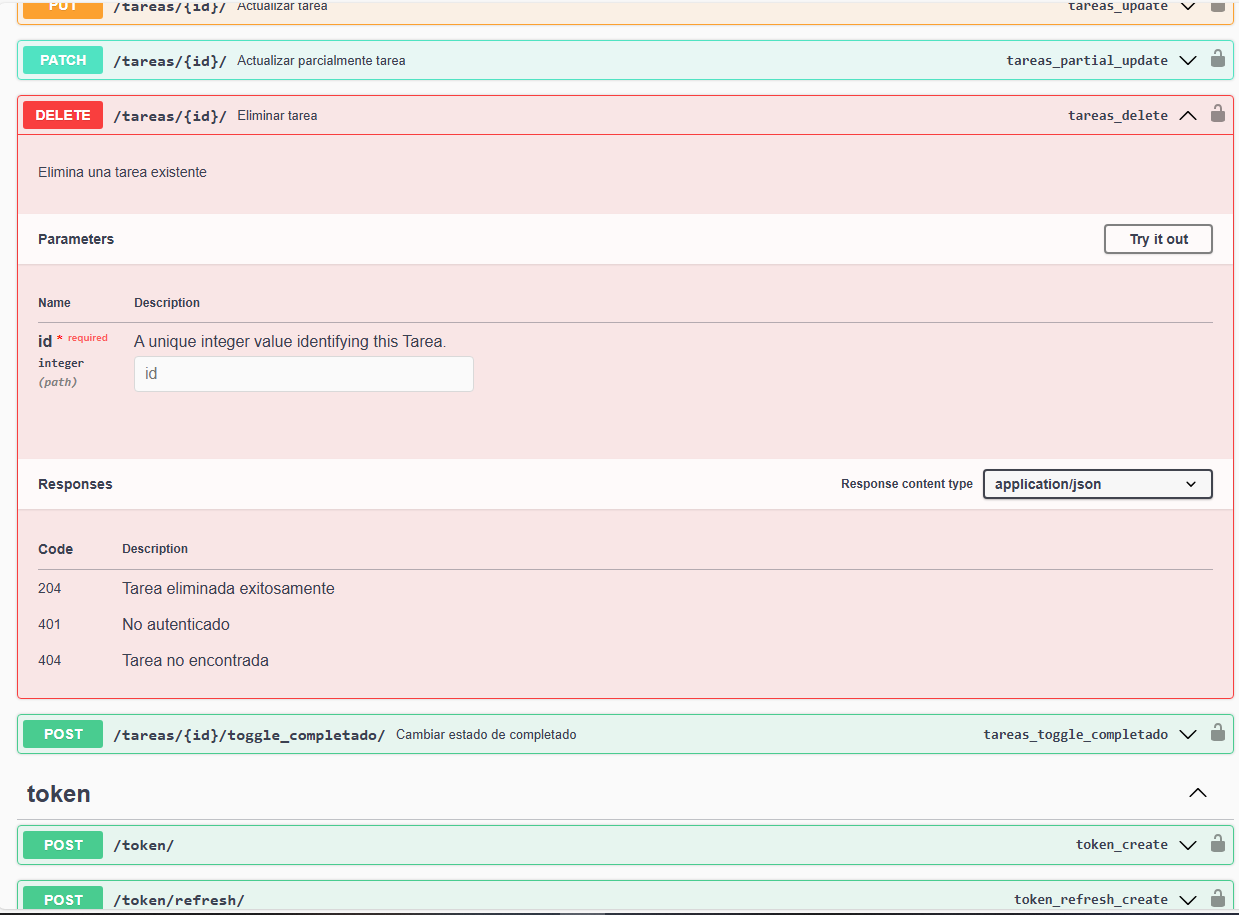 PUT /tareas/{id}/ Actualizar tarea tareas_update
PATCH /tareas/{id}/ Actualizar parcialmente tarea tareas_partial_update
DELETE /tareas/{id}/ Eliminar tarea tareas_delete
Elimina una tarea existente
Parameters Try it out
Name Description
id * required A unique integer value identifying this Tarea.
integer
(path)
id
Responses Response content type application/json
Code Description
204 Tarea eliminada exitosamente
401 No autenticado
404 Tarea no encontrada
POST /tareas/{id}/toggle_completado/ Cambiar estado de completado tareas_toggle_completado
token
POST /token/ token_create
POST /token/refresh/ token_refresh_create